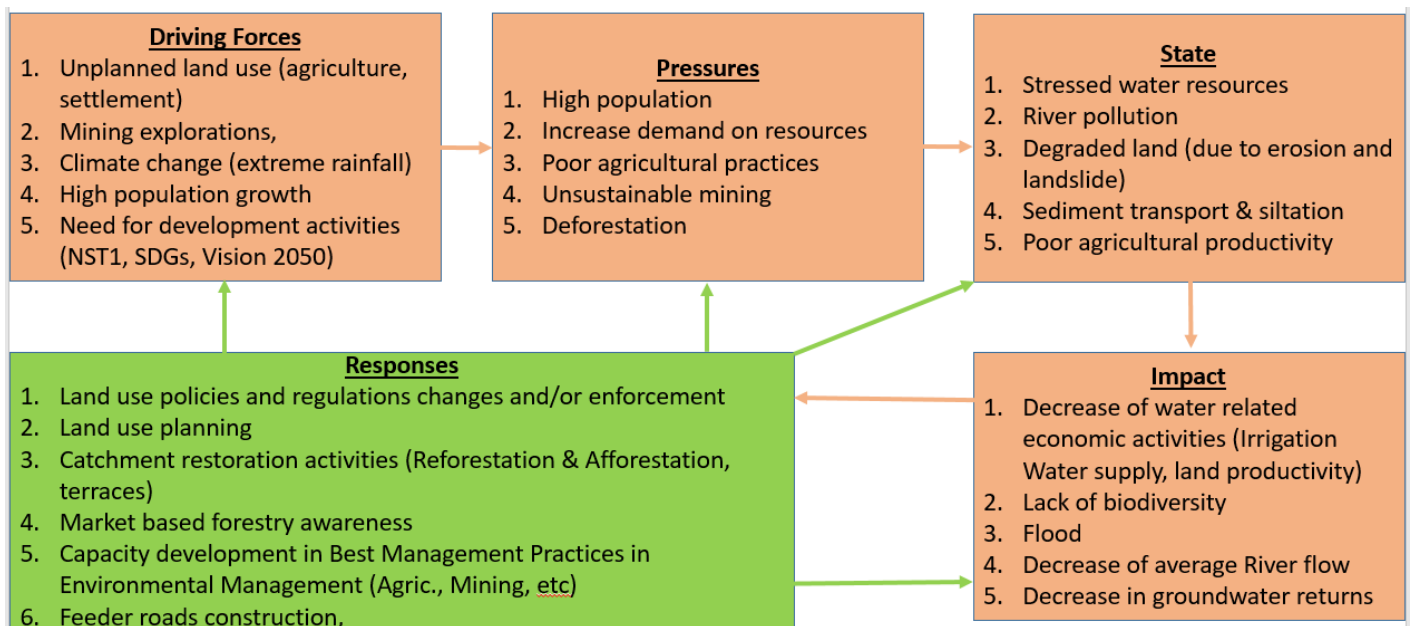 Driving Forces
1. Unplanned land use (agriculture,
settlement)
2. Mining explorations,
3. Climate change (extreme rainfall)
4. High population growth
5. Need for development activities
(NST1, SDGs, Vision 2050)
Pressures
1. High population
2. Increase demand on resources
3. Poor agricultural practices
4. Unsustainable mining
5. Deforestation
State
1. Stressed water resources
2. River pollution
3. Degraded land (due to erosion and
landslide)
4. Sediment transport & siltation
5. Poor agricultural productivity
Responses
1. Land use policies and regulations changes and/or enforcement
2. Land use planning
3. Catchment restoration activities (Reforestation & Afforestation,
terraces)
4. Market based forestry awareness
5. Capacity development in Best Management Practices in
Environmental Management (Agric., Mining, etc)
6. Feeder roads construction,
Impact
1. Decrease of water related
economic activities (Irrigation
Water supply, land productivity)
2. Lack of biodiversity
3. Flood
4. Decrease of average River flow
5. Decrease in groundwater returns